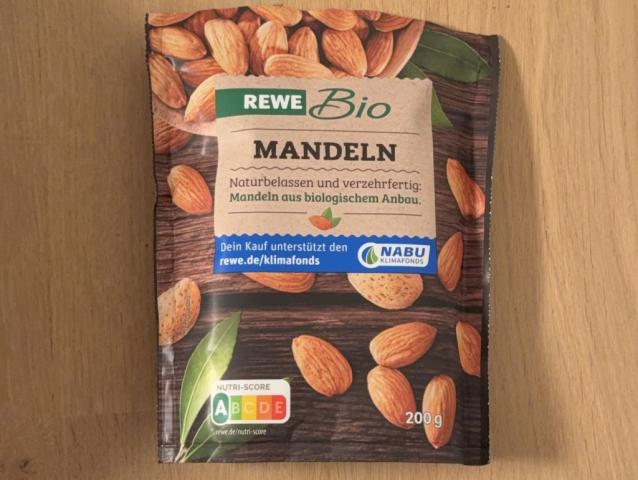 REWE Bio
MANDELN
Naturbelassen und verzehrfertig:
Mandeln aus biologischem Anbau.
Dein Kauf unterstützt den
rewe.de/klimafonds
NABU
KLIMAFONDS
NUTRI-SCORE
A B C D E
rewe.de/nutri-score
200 g